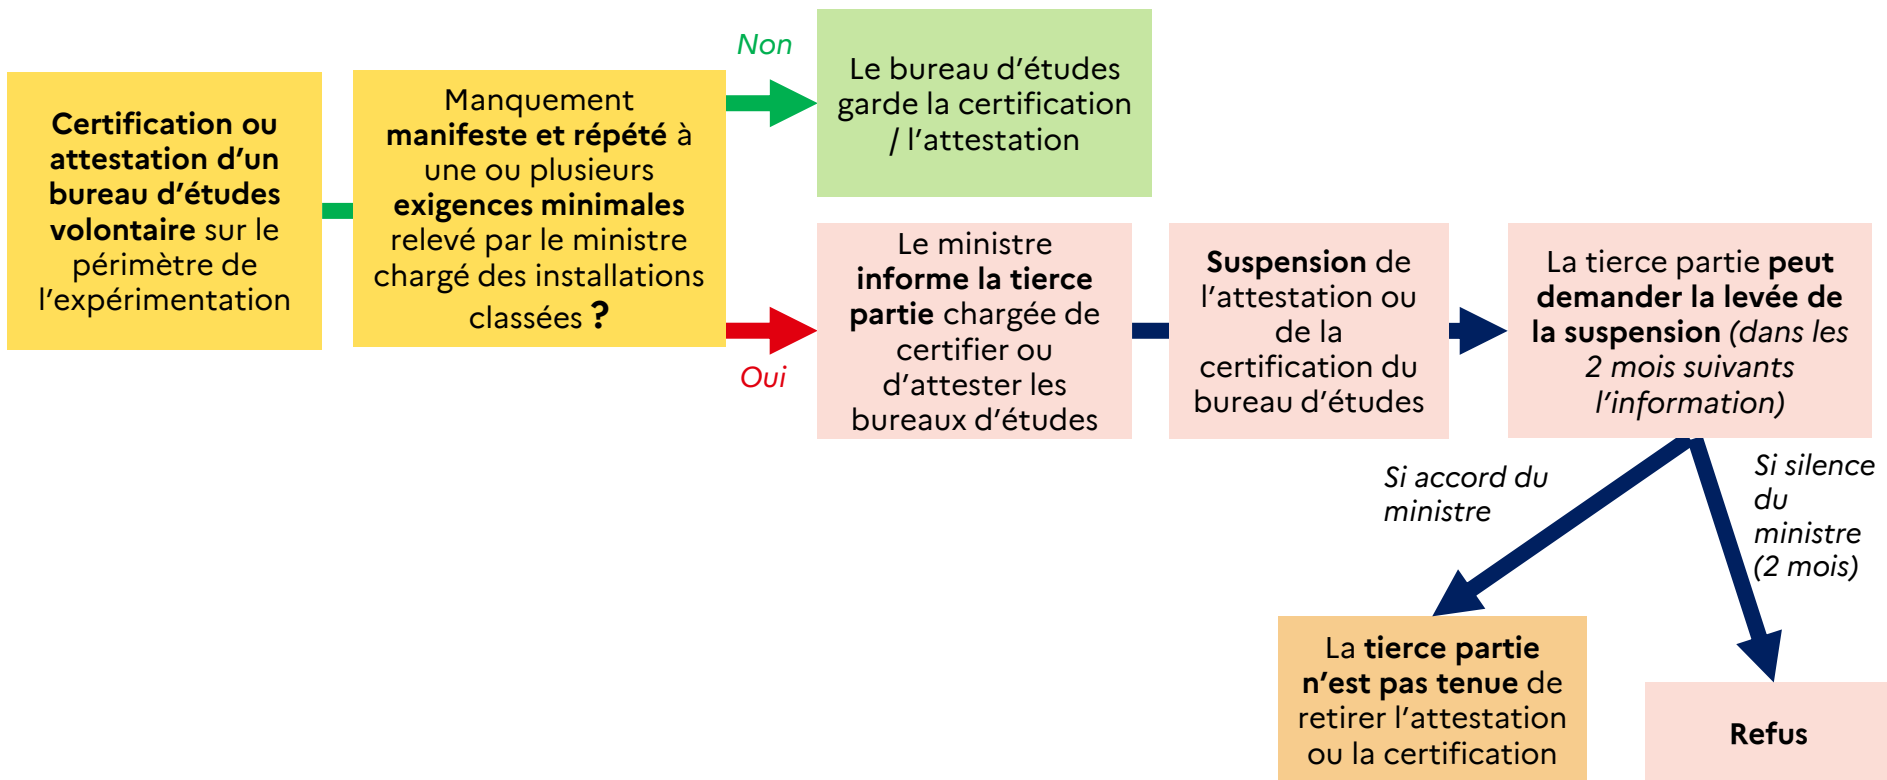 Certification ou
attestation d’un
bureau d’études
volontaire sur le
périmètre de
l’expérimentation
Manquement
manifeste et répété à
une ou plusieurs
exigences minimales
relevé par le ministre
chargé des installations
classées ?
Non
Le bureau d’études
garde la certification
/ l’attestation
Oui
Le ministre
informe la tierce
partie chargée de
certifier ou
d’attester les
bureaux d’études
Suspension de
l’attestation ou
de la
certification du
bureau d’études
La tierce partie peut
demander la levée de
la suspension (dans les
2 mois suivants
l’information)
Si accord du
ministre
Si silence
du
ministre
(2 mois)
La tierce partie
n’est pas tenue de
retirer l’attestation
ou la certification
Refus